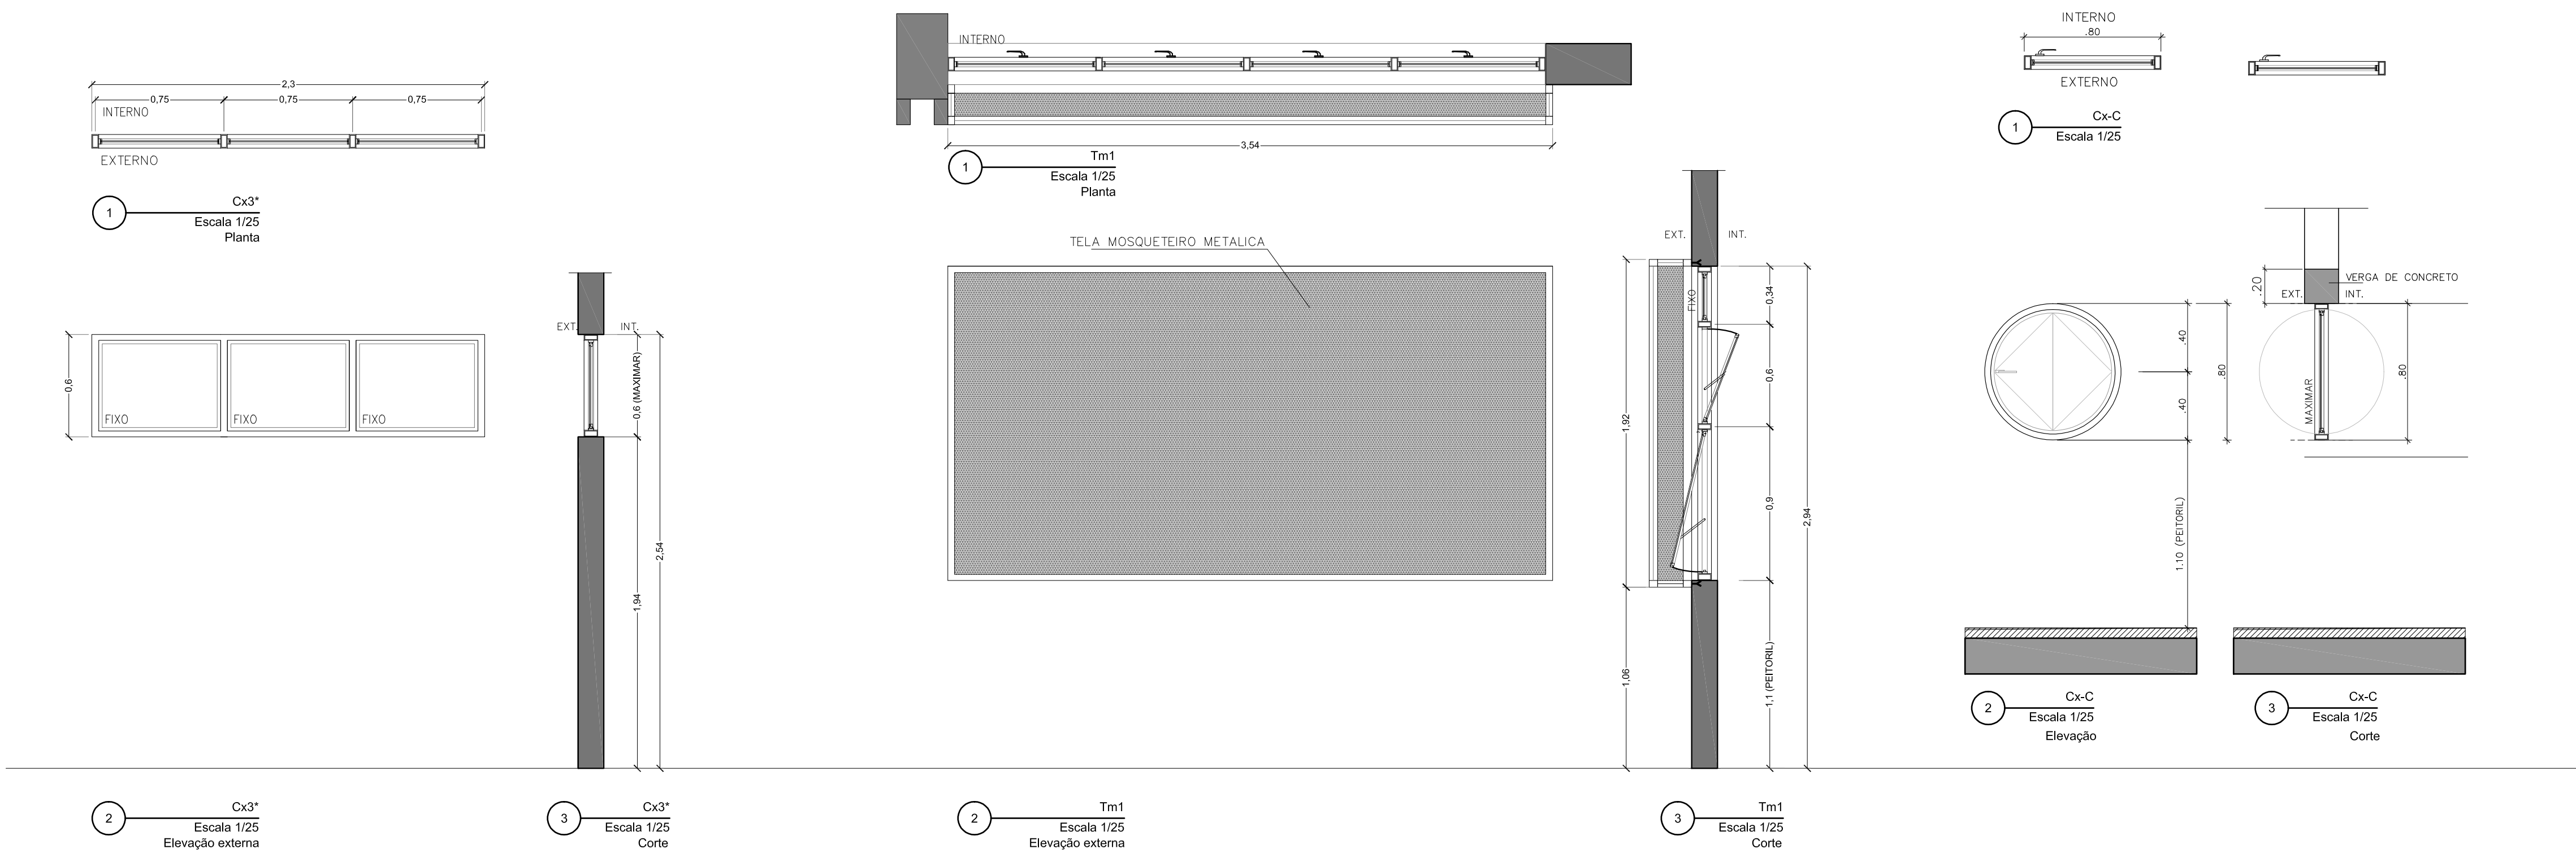 2,3
0,75
0,75
0,75
INTERNO
EXTERNO
1
Cx3*
Escala 1/25
Planta
0,6
FIXO
FIXO
FIXO
2
Cx3*
Escala 1/25
Elevação externa
EXT.
INT.
0,6 (MAXIMAR)
1,94
2,54
3
Cx3*
Escala 1/25
Corte
INTERNO
3,54
1
Tm1
Escala 1/25
Planta
TELA MOSQUETEIRO METALICA
2
Tm1
Escala 1/25
Elevação externa
EXT.
INT.
FIXO
0,34
0,6
0,9
1,1 (PEITORIL)
2,94
1,92
1,06
3
Tm1
Escala 1/25
Corte
INTERNO
.80
EXTERNO
1
Cx-C
Escala 1/25
.40
.40
.80
1.10 (PEITORIL)
2
Cx-C
Escala 1/25
Elevação
.20
VERGA DE CONCRETO
EXT.
INT.
MAXIMAR
.80
3
Cx-C
Escala 1/25
Corte